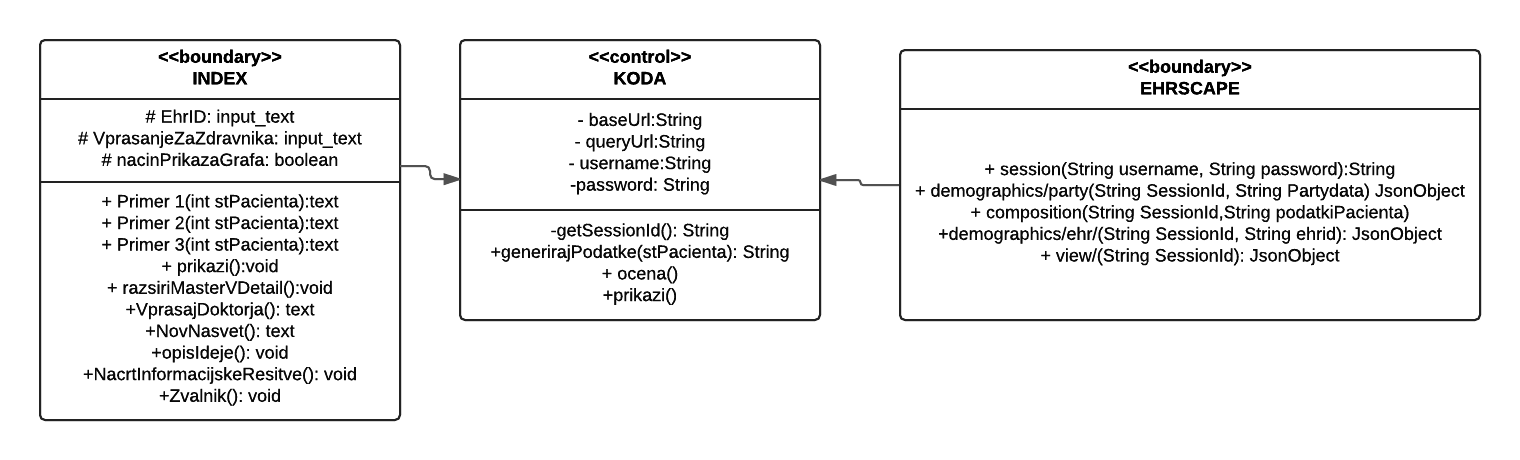 <<boundary>>
INDEX
# EhrID: input_text
# VprasanjeZaZdravnika: input_text
# nacinPrikazaGrafa: boolean
+ Primer 1(int stPacienta):text
+ Primer 2(int stPacienta):text
+ Primer 3(int stPacienta):text
+ prikazi():void
+ razsiriMasterVDetail():void
+VprasajDoktorja(): text
+NovNasvet(): text
+opisIdeje(): void
+NacrtInformacijskeResitve(): void
+Zvalnik(): void
<<control>>
KODA
- baseUrl:String
- queryUrl:String
- username:String
-password: String
-getSessionId(): String
+generirajPodatke(stPacienta): String
+ ocena()
+prikazi()
<<boundary>>
EHRSCAPE
+ session(String username, String password):String
+ demographics/party(String SessionId, String Partydata) JsonObject
+ composition(String SessionId,String podatkiPacienta)
+demographics/ehr/(String SessionId, String ehrid): JsonObject
+ view/(String SessionId): JsonObject